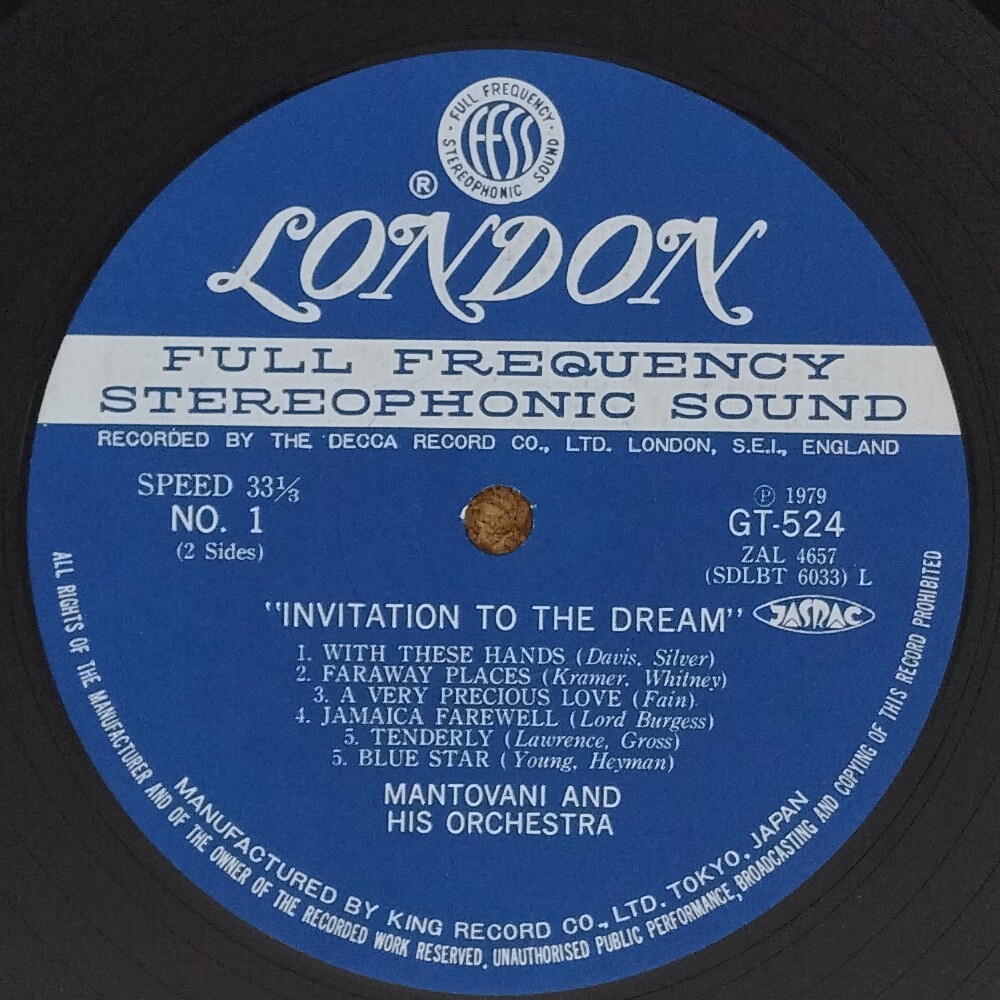 · FULL FREQUENCY ·
STEREOPHONIC SOUND
FFSS
®
LONDON
FULL FREQUENCY
STEREOPHONIC SOUND
RECORDED BY THE DECCA RECORD CO., LTD. LONDON, S.E.I., ENGLAND
SPEED 33⅓
NO. 1
(2 Sides)
Ⓟ 1979
GT-524
ZAL 4657
(SDLBT 6033) L
"INVITATION TO THE DREAM"
JASRAC
1. WITH THESE HANDS (Davis, Silver)
2. FARAWAY PLACES (Kramer. Whitney)
3. A VERY PRECIOUS LOVE (Fain)
4. JAMAICA FAREWELL (Lord Burgess)
5. TENDERLY (Lawrence, Gross)
5. BLUE STAR (Young, Heyman)
MANTOVANI AND
HIS ORCHESTRA
MANUFACTURED BY KING RECORD CO., LTD. TOKYO, JAPAN
ALL RIGHTS OF THE MANUFACTURER AND OF THE OWNER OF THE RECORDED WORK RESERVED, UNAUTHORISED PUBLIC PERFORMANCE, BROADCASTING AND COPYING OF THIS RECORD PROHIBITED